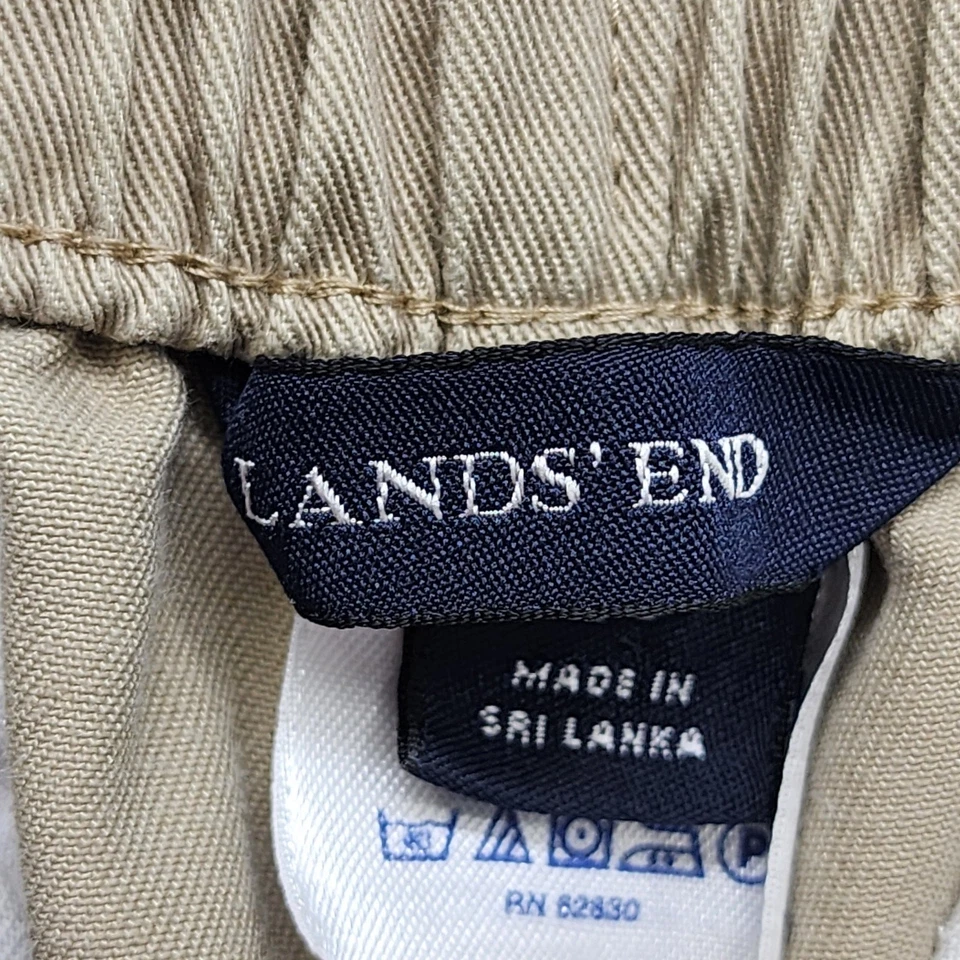 LANDS' END
MADE IN
SRI LANKA
P
RN 62830